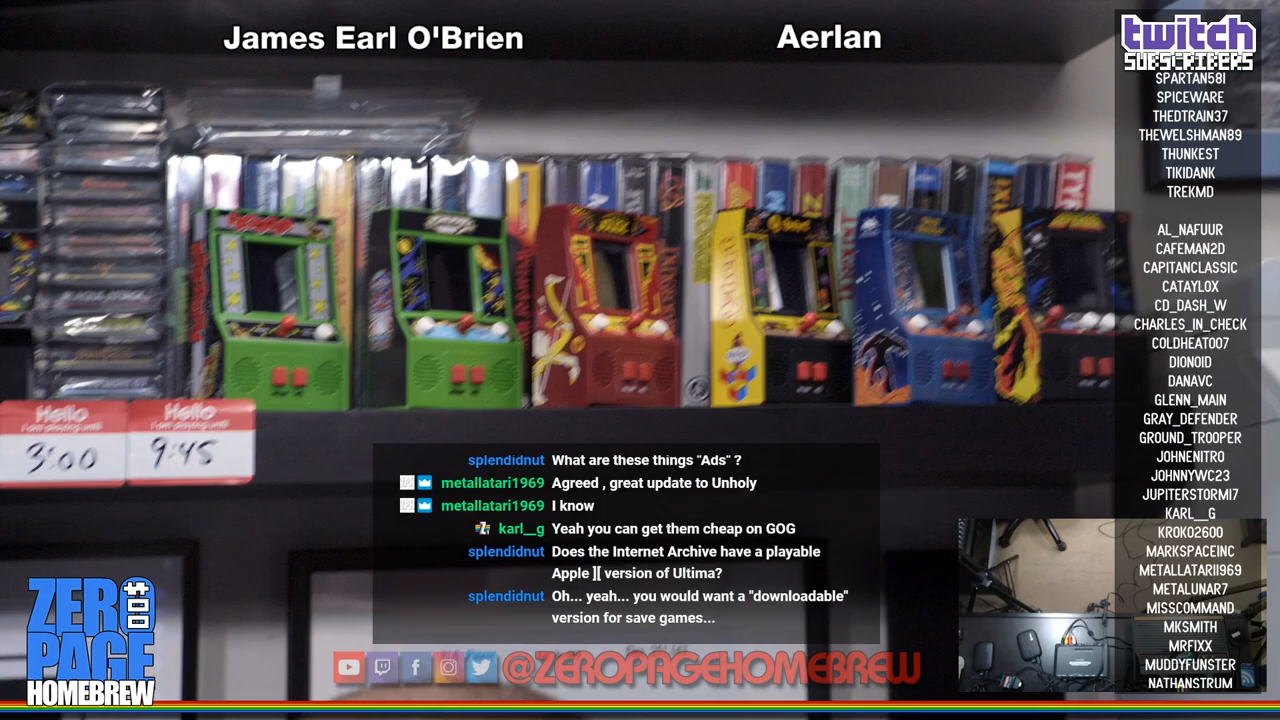 James Earl O'Brien
Aerlan
twitch
SUBSCRIBERS
SPARTAN58I
SPICEWARE
THEDTRAIN37
THEWELSHMAN89
THUNKEST
TIKIDANK
TREKMD
AL_NAFUUR
CAFEMAN2D
CAPITANCLASSIC
CATAYLOX
CD_DASH_W
CHARLES_IN_CHECK
COLDHEAT007
DIONOID
DANAVC
GLENN_MAIN
GRAY_DEFENDER
GROUND_TROOPER
JOHNENITRO
JOHNNYWC23
JUPITERSTORM17
KARL__G
KROKO2600
MARKSPACEINC
METALLATARI1969
METALUNAR7
MISSCOMMAND
MKSMITH
MRFIXX
MUDDYFUNSTER
NATHANSTRUM
Hello
3:00
Hello
9:45
splendidnut What are these things "Ads" ?
metallatari1969 Agreed , great update to Unholy
metallatari1969 I know
karl__g Yeah you can get them cheap on GOG
splendidnut Does the Internet Archive have a playable
Apple ][ version of Ultima?
splendidnut Oh... yeah... you would want a "downloadable"
version for save games...
ZERO
PAGE
HOMEBREW
@ZEROPAGEHOMEBREW